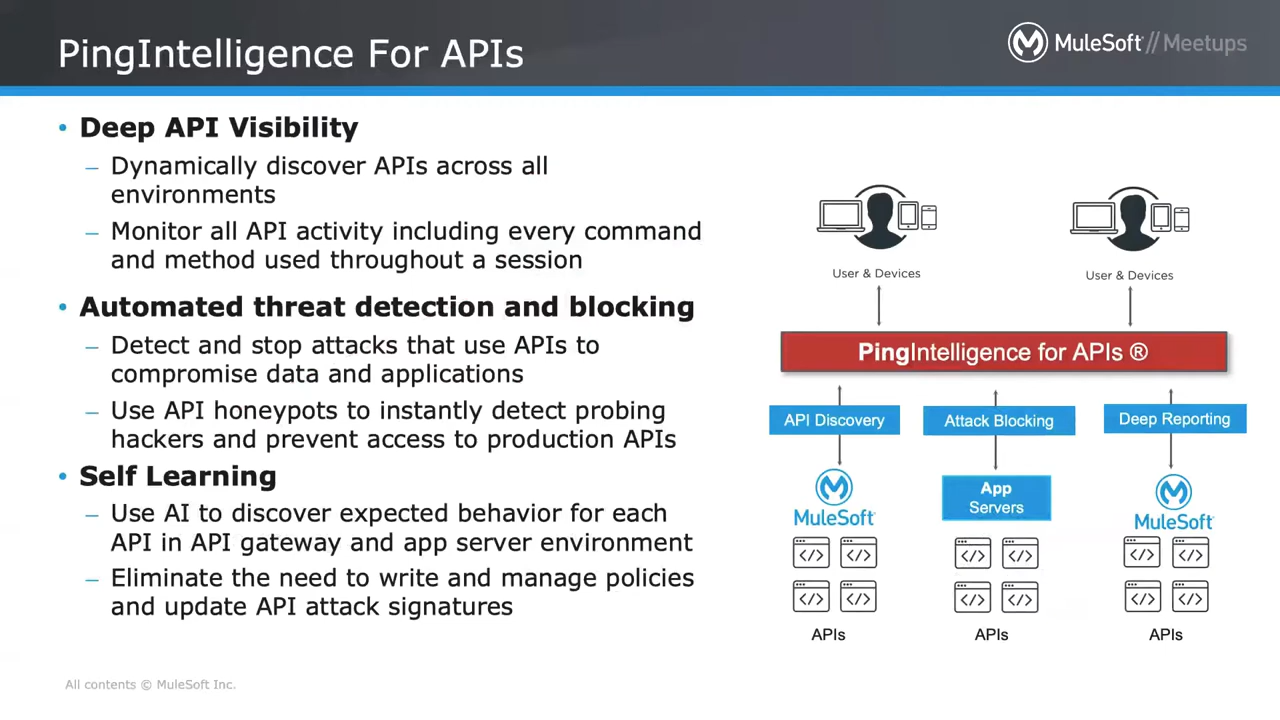 PingIntelligence For APIs
MuleSoft // Meetups
• Deep API Visibility
– Dynamically discover APIs across all
environments
– Monitor all API activity including every command
and method used throughout a session
• Automated threat detection and blocking
– Detect and stop attacks that use APIs to
compromise data and applications
– Use API honeypots to instantly detect probing
hackers and prevent access to production APIs
• Self Learning
– Use AI to discover expected behavior for each
API in API gateway and app server environment
– Eliminate the need to write and manage policies
and update API attack signatures
User & Devices
User & Devices
PingIntelligence for APIs ®
API Discovery
Attack Blocking
Deep Reporting
MuleSoft
App
Servers
MuleSoft
</>
</>
</>
</>
</>
</>
</>
</>
</>
</>
</>
</>
APIs
APIs
APIs
All contents © MuleSoft Inc.